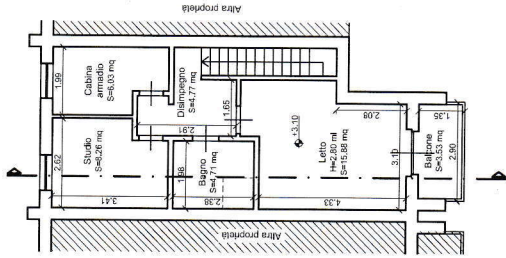 Altra proprietà
1.99
Cabina
armadio
S=6.03 mq
Disimpegno
S=4.77 mq
2.62
Studio
S=8.26 mq
2.91
1.65
3.41
1.98
Bagno
S=4.71 mq
2.38
+3,10
Letto
H=2.80 ml
S=15.88 mq
2.08
3.10
4.33
1.35
Balcone
S=3.53 mq
2.90
Altra proprietà